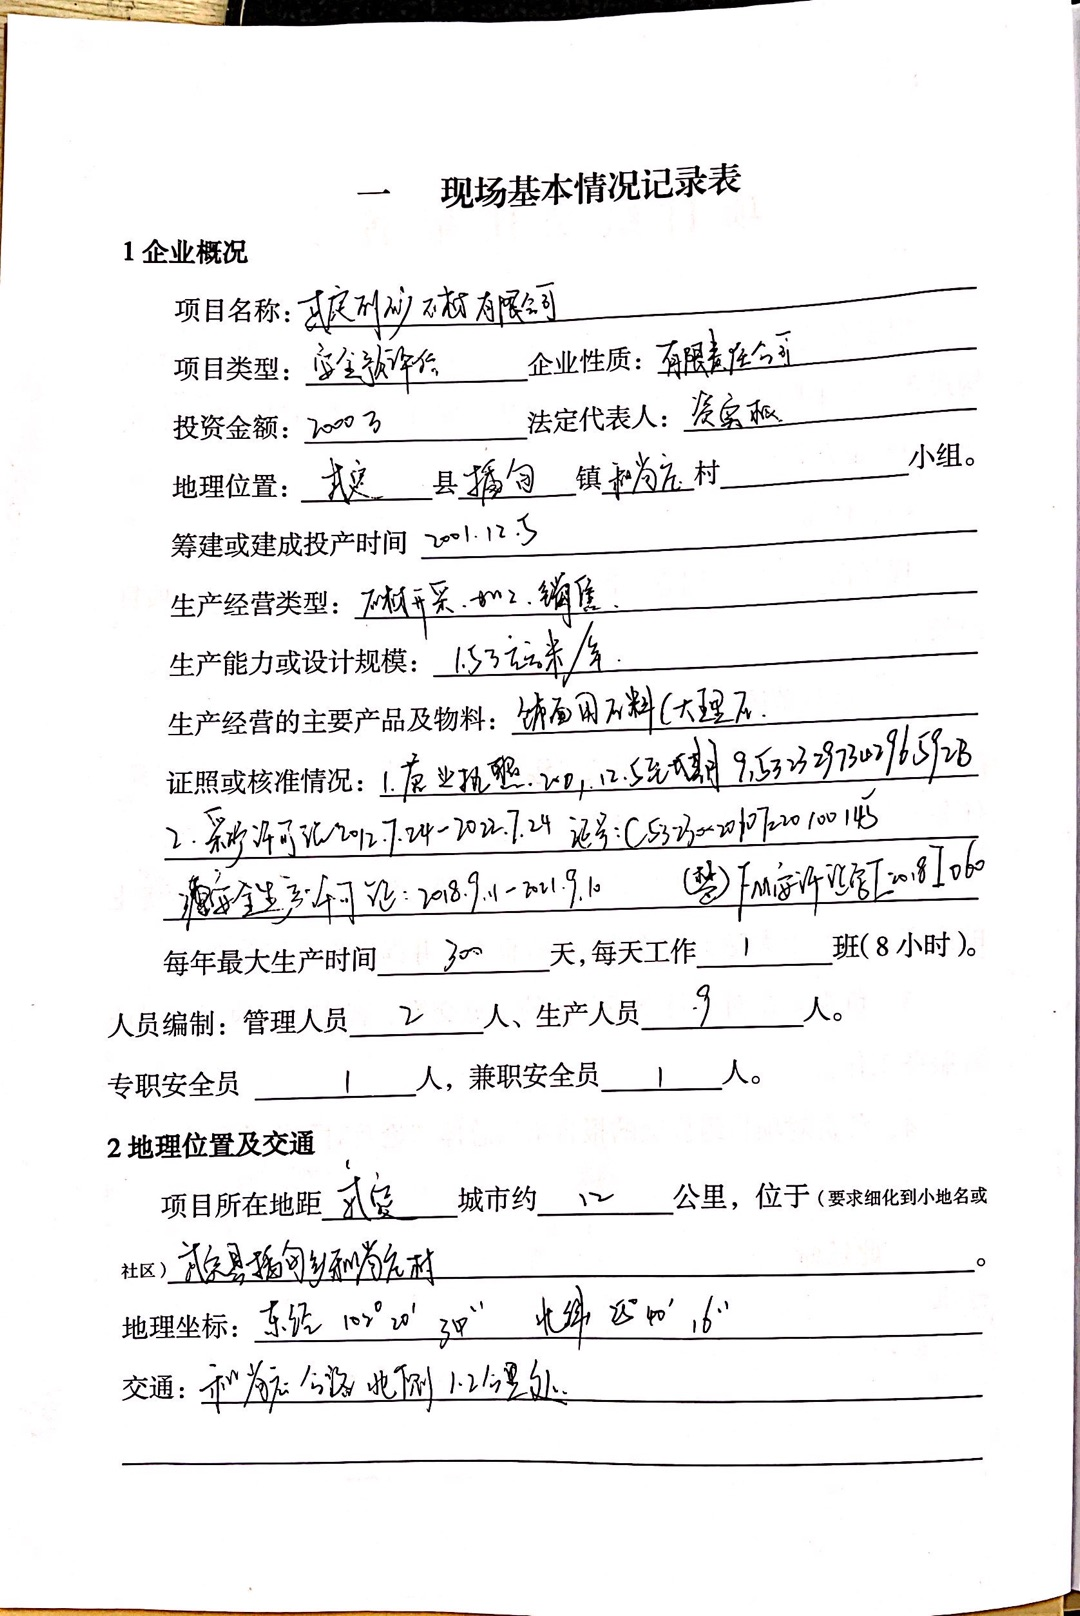 一 现场基本情况记录表
1 企业概况
项目名称：武定刑砂石材有限公司
项目类型：安全预评价 企业性质：有限责任公司
投资金额：2000万 法定代表人：
地理位置：武定 县 插甸 镇 和尚庄 村 小组。
筹建或建成投产时间 2001.12.5
生产经营类型：石材开采.加工.销售.
生产能力或设计规模：1.5万立方米/年.
生产经营的主要产品及物料：饰面用石料(大理石.
证照或核准情况：1.营业执照.2001.12.5至长期
2.采矿许可证2012.7.24-2022.7.24 证号:C53230020107220100145
安全生产许可证:2018.9.11-2021.9.10 (楚)FM安许证字[2018]060
每年最大生产时间 300 天，每天工作 1 班（8 小时）。
人员编制：管理人员 2 人、生产人员 9 人。
专职安全员 1 人，兼职安全员 1 人。
2 地理位置及交通
项目所在地距 武定 城市约 12 公里，位于（要求细化到小地名或
社区）武定县插甸乡和尚庄村。
地理坐标：东经 102° 20' 34" 北纬 25° 40' 16"
交通：和尚庄公路北侧1.2公里处.